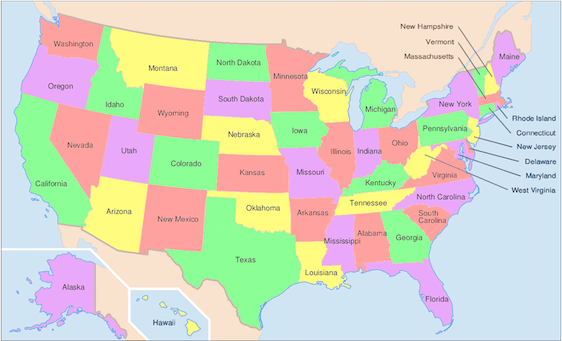 New Hampshire
Vermont
Massachusetts
Washington
Montana
North Dakota
Minnesota
Maine
Oregon
Idaho
Wyoming
South Dakota
Wisconsin
Michigan
New York
Rhode Island
Connecticut
New Jersey
Delaware
Maryland
West Virginia
Nevada
Utah
Colorado
Nebraska
Iowa
Illinois
Indiana
Ohio
Pennsylvania
California
Kansas
Missouri
Kentucky
Virginia
Arizona
New Mexico
Oklahoma
Arkansas
Tennessee
North Carolina
South
Carolina
Texas
Louisiana
Mississippi
Alabama
Georgia
Florida
Alaska
Hawaii